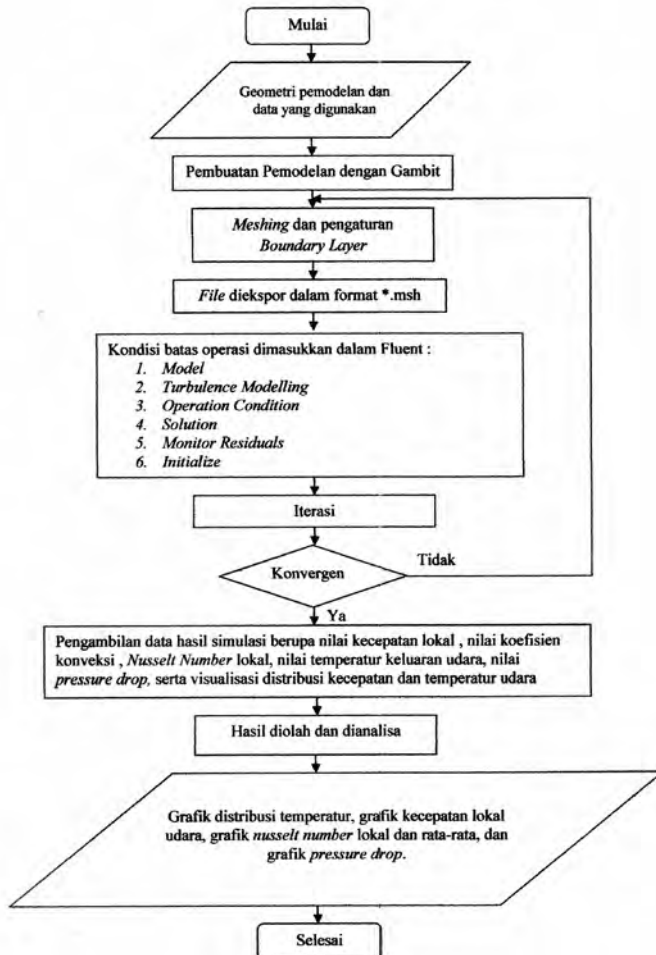 Mulai
Geometri pemodelan dan
data yang digunakan
Pembuatan Pemodelan dengan Gambit
Meshing dan pengaturan
Boundary Layer
File diekspor dalam format *.msh
Kondisi batas operasi dimasukkan dalam Fluent :
1. Model
2. Turbulence Modelling
3. Operation Condition
4. Solution
5. Monitor Residuals
6. Initialize
Iterasi
Konvergen
Tidak
Ya
Pengambilan data hasil simulasi berupa nilai kecepatan lokal , nilai koefisien
konveksi , Nusselt Number lokal, nilai temperatur keluaran udara, nilai
pressure drop, serta visualisasi distribusi kecepatan dan temperatur udara
Hasil diolah dan dianalisa
Grafik distribusi temperatur, grafik kecepatan lokal
udara, grafik nusselt number lokal dan rata-rata, dan
grafik pressure drop.
Selesai